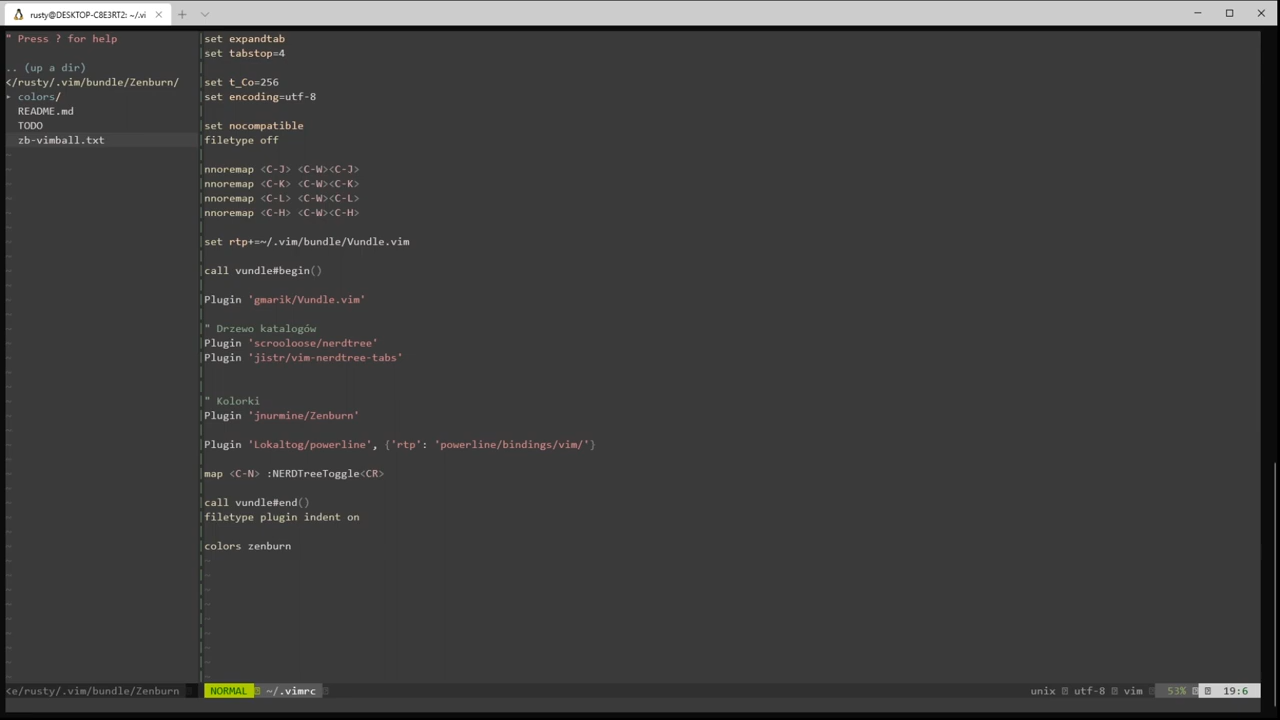 rusty@DESKTOP-C8E3RT2: ~/.vi
" Press ? for help
.. (up a dir)
</rusty/.vim/bundle/Zenburn/
▸ colors/
README.md
TODO
zb-vimball.txt
<e/rusty/.vim/bundle/Zenburn
set expandtab
set tabstop=4
set t_Co=256
set encoding=utf-8
set nocompatible
filetype off
nnoremap <C-J> <C-W><C-J>
nnoremap <C-K> <C-W><C-K>
nnoremap <C-L> <C-W><C-L>
nnoremap <C-H> <C-W><C-H>
set rtp+=~/.vim/bundle/Vundle.vim
call vundle#begin()
Plugin 'gmarik/Vundle.vim'
" Drzewo katalogów
Plugin 'scrooloose/nerdtree'
Plugin 'jistr/vim-nerdtree-tabs'
" Kolorki
Plugin 'jnurmine/Zenburn'
Plugin 'Lokaltog/powerline', {'rtp': 'powerline/bindings/vim/'}
map <C-N> :NERDTreeToggle<CR>
call vundle#end()
filetype plugin indent on
colors zenburn
NORMAL ~/.vimrc unix utf-8 vim 53% 19:6